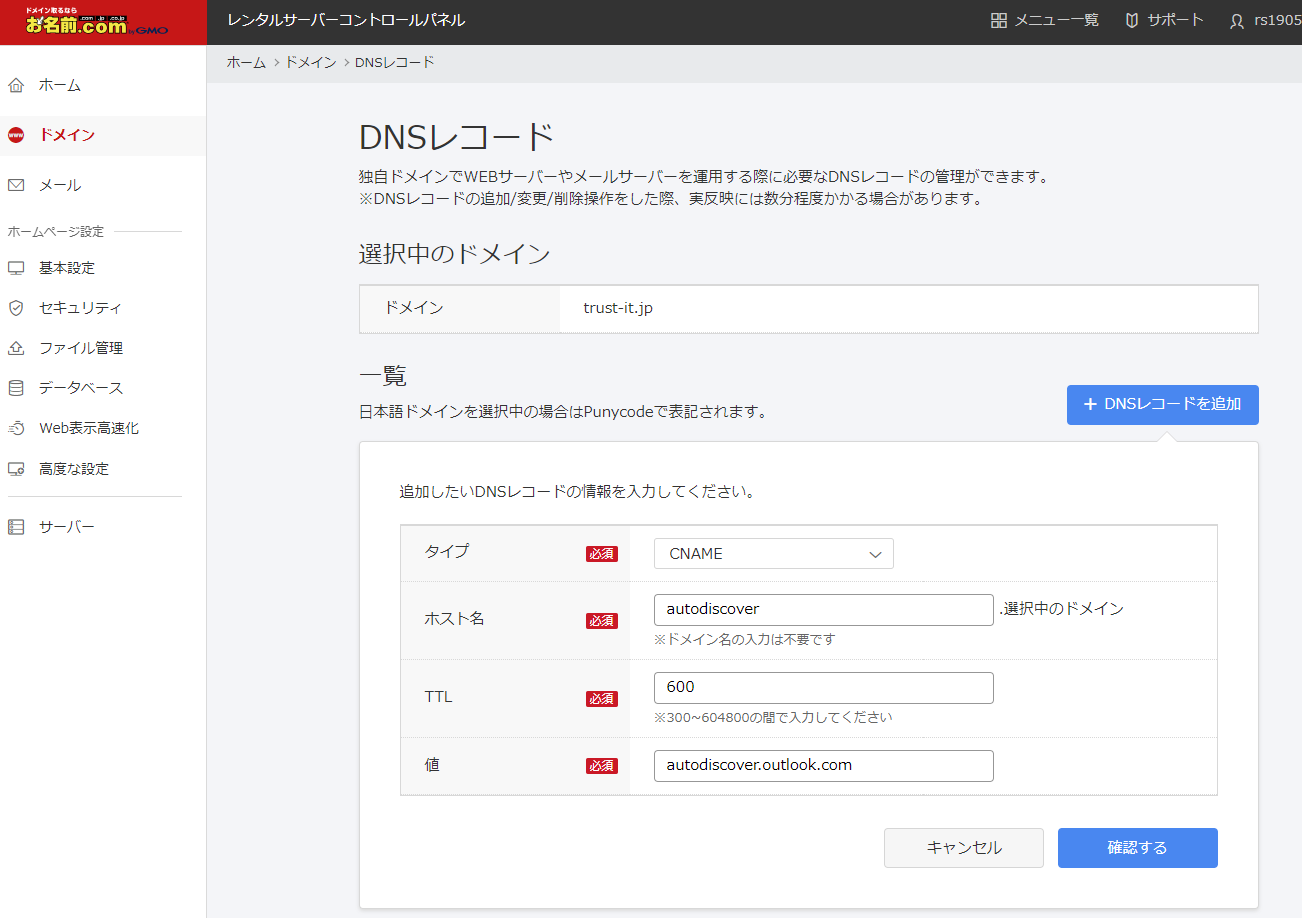 ドメイン取るなら
お名前.com
.com .jp .co.jp
by GMO
レンタルサーバーコントロールパネル
メニュー一覧
サポート
rs1905
ホーム
ドメイン
メール
ホームページ設定
基本設定
セキュリティ
ファイル管理
データベース
Web表示高速化
高度な設定
サーバー
ホーム > ドメイン > DNSレコード
DNSレコード
独自ドメインでWEBサーバーやメールサーバーを運用する際に必要なDNSレコードの管理ができます。
※DNSレコードの追加/変更/削除操作をした際、実反映には数分程度かかる場合があります。
選択中のドメイン
ドメイン trust-it.jp
一覧
日本語ドメインを選択中の場合はPunycodeで表記されます。
+ DNSレコードを追加
追加したいDNSレコードの情報を入力してください。
タイプ 必須 CNAME
ホスト名 必須 autodiscover .選択中のドメイン
※ドメイン名の入力は不要です
TTL 必須 600
※300~604800の間で入力してください
値 必須 autodiscover.outlook.com
キャンセル 確認する